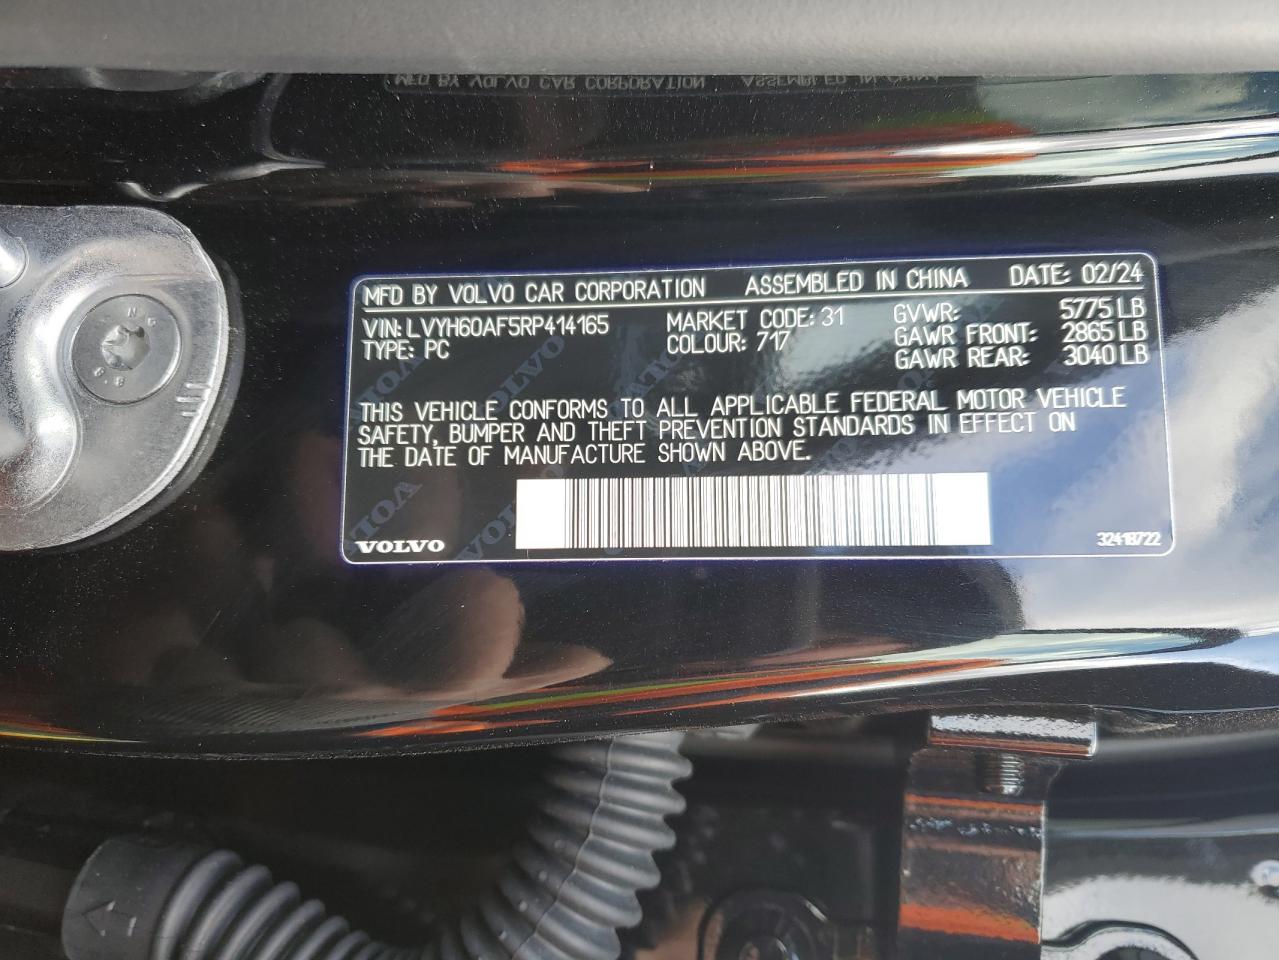 MFD BY VOLVO CAR CORPORATION ASSEMBLED IN CHINA DATE: 02/24
VIN: LVYH60AF5RP414165 MARKET CODE: 31 GVWR: 5775 LB
TYPE: PC COLOUR: 717 GAWR FRONT: 2865 LB
GAWR REAR: 3040 LB
THIS VEHICLE CONFORMS TO ALL APPLICABLE FEDERAL MOTOR VEHICLE
SAFETY, BUMPER AND THEFT PREVENTION STANDARDS IN EFFECT ON
THE DATE OF MANUFACTURE SHOWN ABOVE.
VOLVO 32418722
8.8